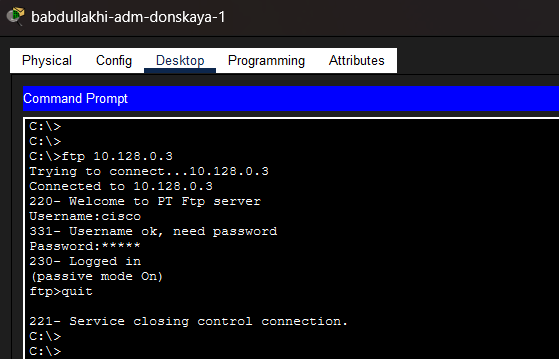 babdullakhi-adm-donskaya-1
Physical Config Desktop Programming Attributes
Command Prompt
C:\>
C:\>
C:\>ftp 10.128.0.3
Trying to connect...10.128.0.3
Connected to 10.128.0.3
220- Welcome to PT Ftp server
Username:cisco
331- Username ok, need password
Password:*****
230- Logged in
(passive mode On)
ftp>quit
221- Service closing control connection.
C:\>
C:\>